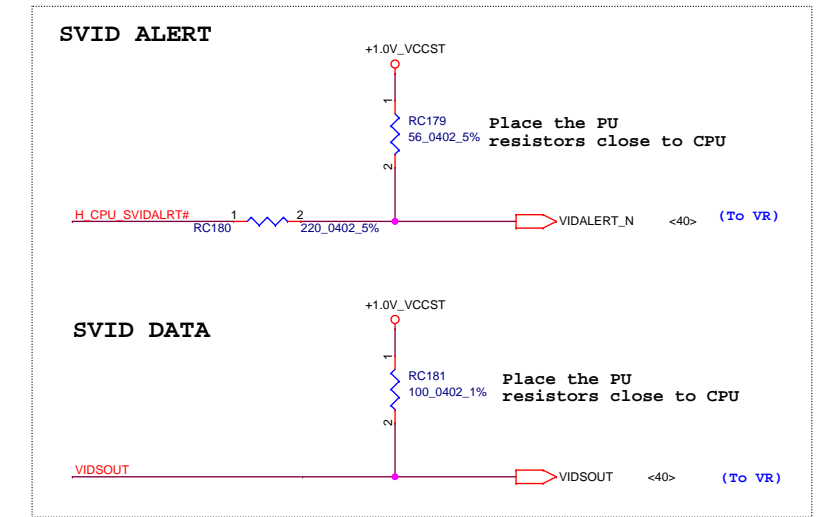 SVID ALERT
+1.0V_VCCST
1
RC179
56_0402_5%
Place the PU
resistors close to CPU
2
H_CPU_SVIDALRT#
1
2
RC180
220_0402_5%
VIDALERT_N
<40>
(To VR)
+1.0V_VCCST
SVID DATA
1
RC181
100_0402_1%
Place the PU
resistors close to CPU
2
VIDSOUT
VIDSOUT
<40>
(To VR)